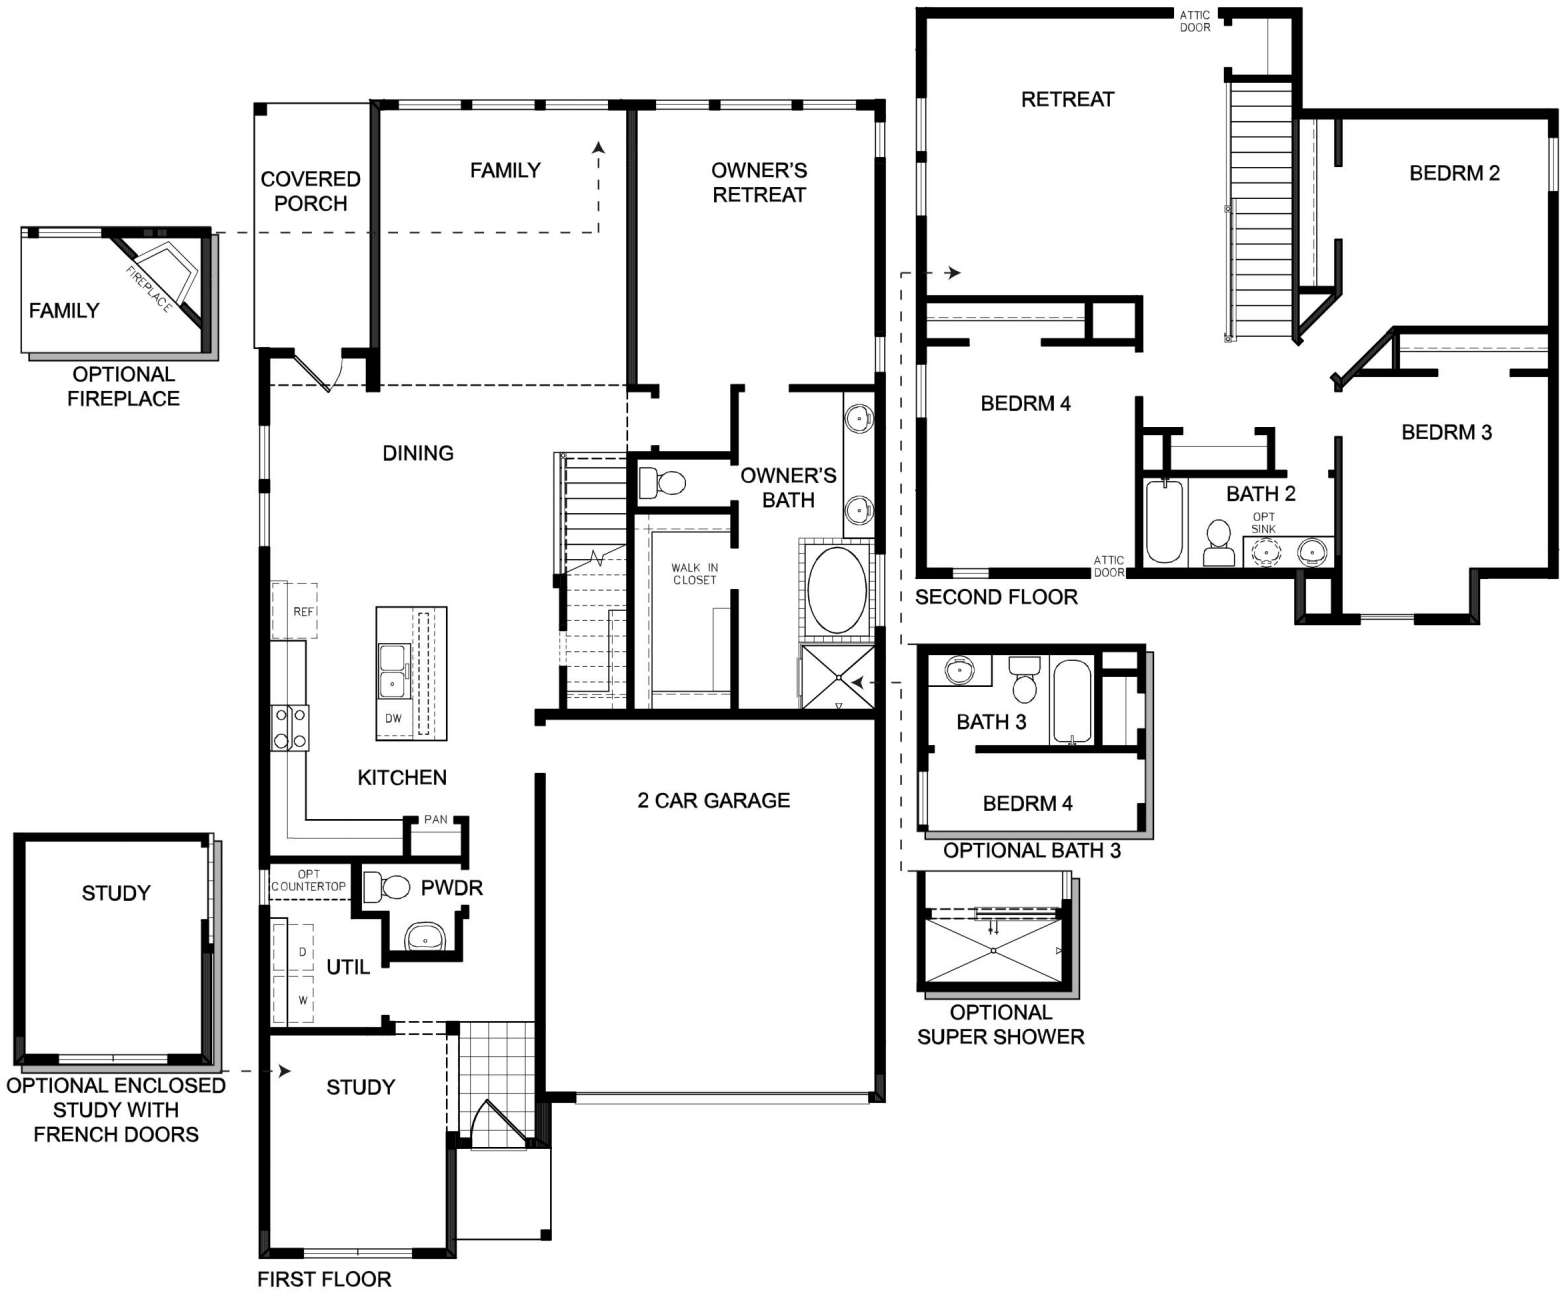 ATTIC
DOOR
RETREAT
BEDRM 2
BEDRM 4
BEDRM 3
BATH 2
OPT
SINK
ATTIC
DOOR
SECOND FLOOR
COVERED
PORCH
FAMILY
OWNER'S
RETREAT
FIREPLACE
FAMILY
OPTIONAL
FIREPLACE
DINING
OWNER'S
BATH
WALK IN
CLOSET
REF
DW
KITCHEN
PAN
2 CAR GARAGE
BATH 3
BEDRM 4
OPTIONAL BATH 3
OPT
COUNTERTOP
PWDR
D
UTIL
W
STUDY
OPTIONAL ENCLOSED
STUDY WITH
FRENCH DOORS
STUDY
OPTIONAL
SUPER SHOWER
FIRST FLOOR